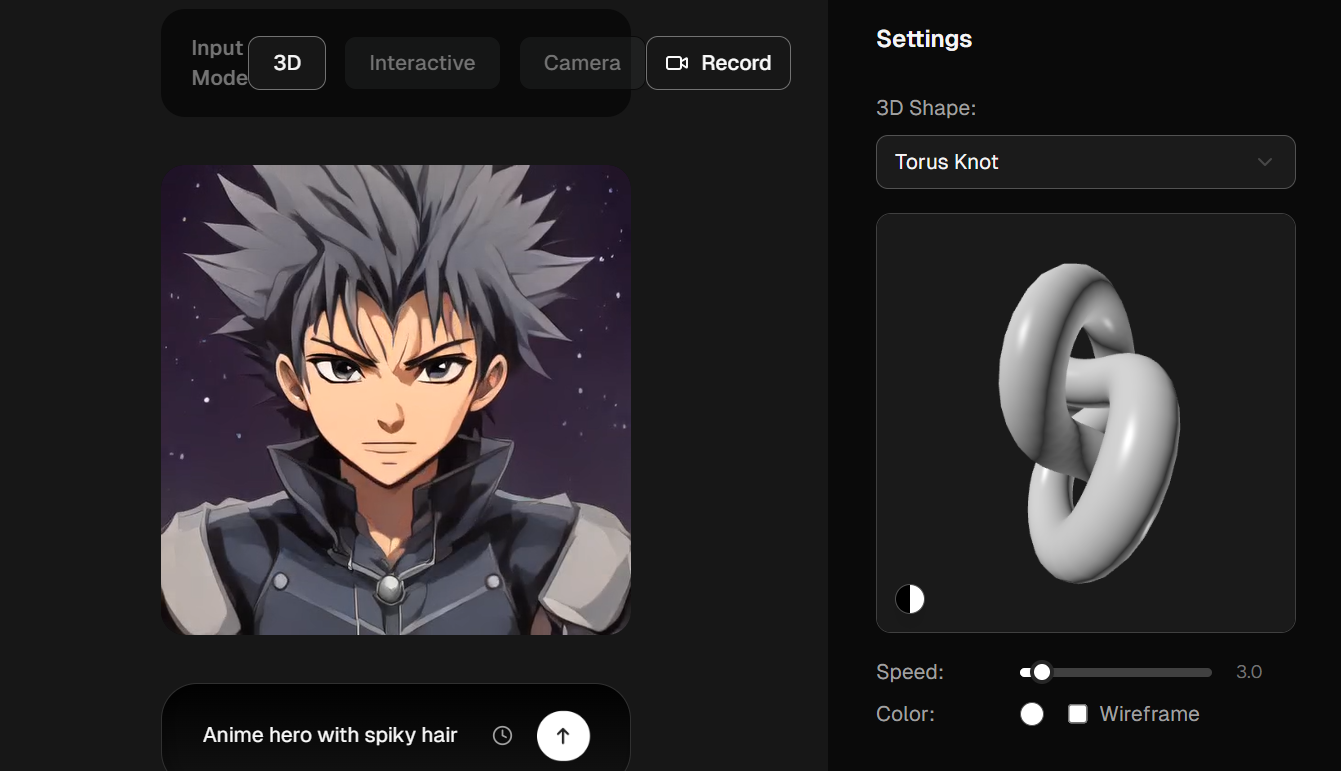 Input
Mode
3D
Interactive
Camera
Record
Anime hero with spiky hair
Settings
3D Shape:
Torus Knot
Speed:
3.0
Color:
Wireframe